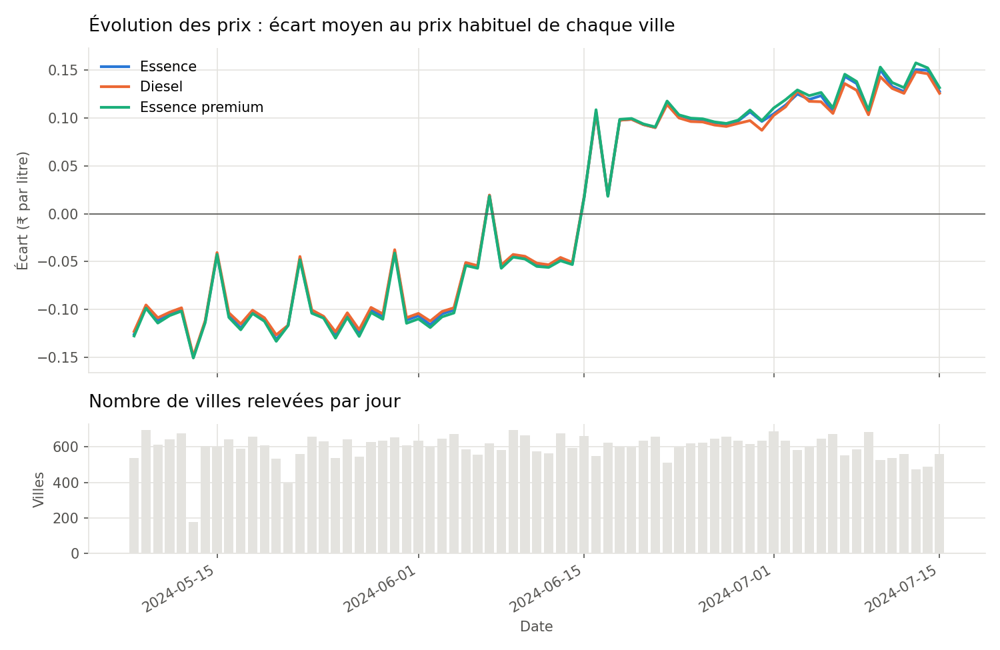 Évolution des prix : écart moyen au prix habituel de chaque ville
Essence
Diesel
Essence premium
Écart (₹ par litre)
0.15
0.10
0.05
0.00
−0.05
−0.10
−0.15
Nombre de villes relevées par jour
Villes
600
400
200
0
2024-05-15
2024-06-01
2024-06-15
2024-07-01
2024-07-15
Date